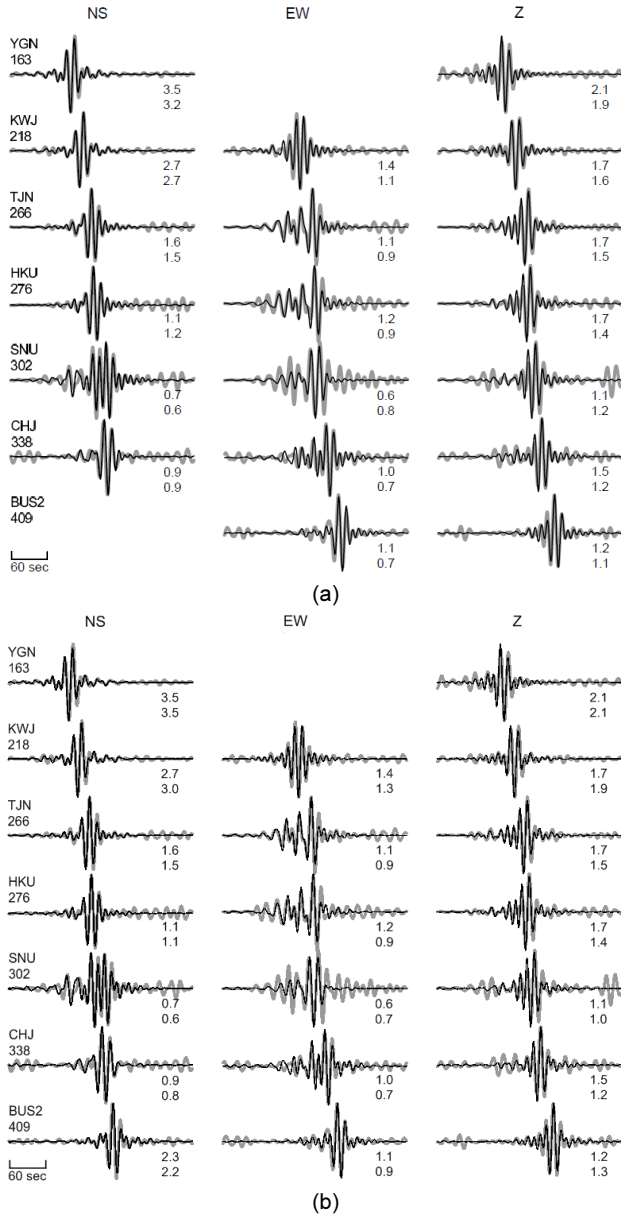 NS EW Z
YGN
163
3.5 2.1
3.2 1.9
KWJ
218
2.7 1.4 1.7
2.7 1.1 1.6
TJN
266
1.6 1.1 1.7
1.5 0.9 1.5
HKU
276
1.1 1.2 1.7
1.2 0.9 1.4
SNU
302
0.7 0.6 1.1
0.6 0.8 1.2
CHJ
338
0.9 1.0 1.5
0.9 0.7 1.2
BUS2
409
1.1 1.2
0.7 1.1
60 sec
(a)
NS EW Z
YGN
163
3.5 2.1
3.5 2.1
KWJ
218
2.7 1.4 1.7
3.0 1.3 1.9
TJN
266
1.6 1.1 1.7
1.5 0.9 1.5
HKU
276
1.1 1.2 1.7
1.1 0.9 1.4
SNU
302
0.7 0.6 1.1
0.6 0.7 1.0
CHJ
338
0.9 1.0 1.5
0.8 0.7 1.2
BUS2
409
2.3 1.1 1.2
2.2 0.9 1.3
60 sec
(b)